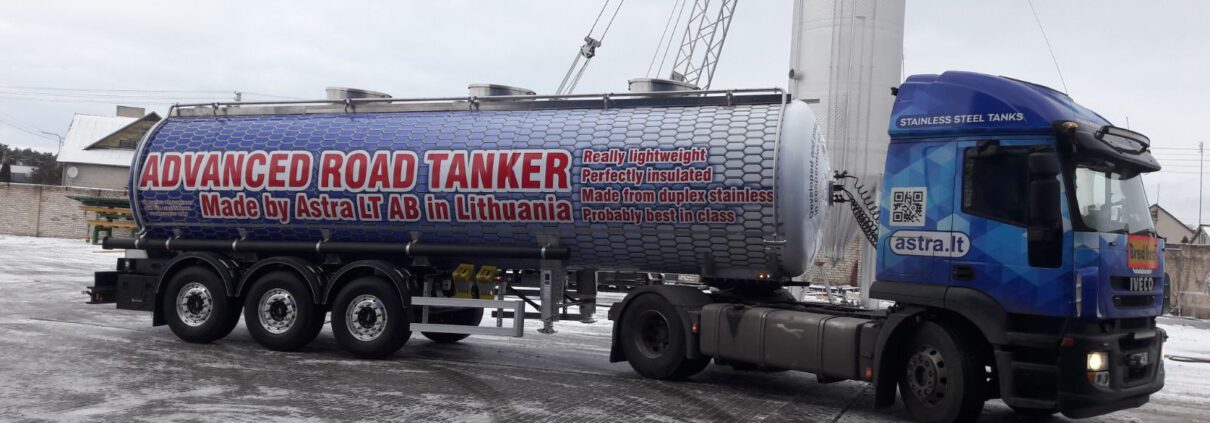 ADVANCED ROAD TANKER
Made by Astra LT AB in Lithuania
Really lightweight
Perfectly insulated
Made from duplex stainless
Probably best in class
STAINLESS STEEL TANKS
astra.lt
IVECO